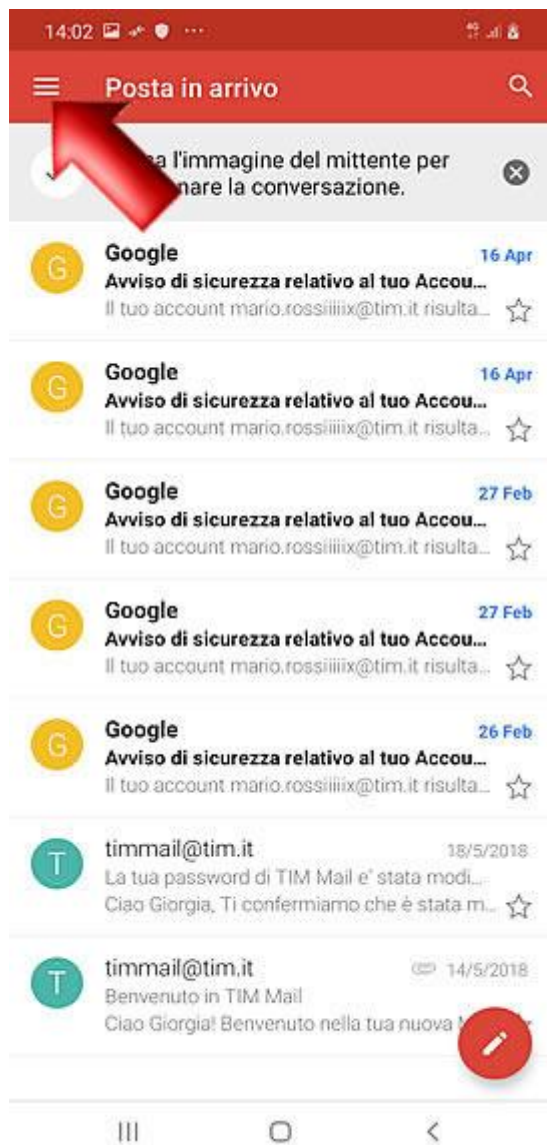 14:02
Posta in arrivo
l'immagine del mittente per
la conversazione.
G
Google
16 Apr
Avviso di sicurezza relativo al tuo Accou...
Il tuo account mario.rossiiiiix@tim.it risulta...
G
Google
16 Apr
Avviso di sicurezza relativo al tuo Accou...
Il tuo account mario.rossiiiiix@tim.it risulta...
G
Google
27 Feb
Avviso di sicurezza relativo al tuo Accou...
Il tuo account mario.rossiiiiix@tim.it risulta...
G
Google
27 Feb
Avviso di sicurezza relativo al tuo Accou...
Il tuo account mario.rossiiiiix@tim.it risulta...
G
Google
26 Feb
Avviso di sicurezza relativo al tuo Accou...
Il tuo account mario.rossiiiiix@tim.it risulta...
T
timmail@tim.it
18/5/2018
La tua password di TIM Mail e' stata modi...
Ciao Giorgia, Ti confermiamo che è stata m...
T
timmail@tim.it
14/5/2018
Benvenuto in TIM Mail
Ciao Giorgia! Benvenuto nella tua nuova